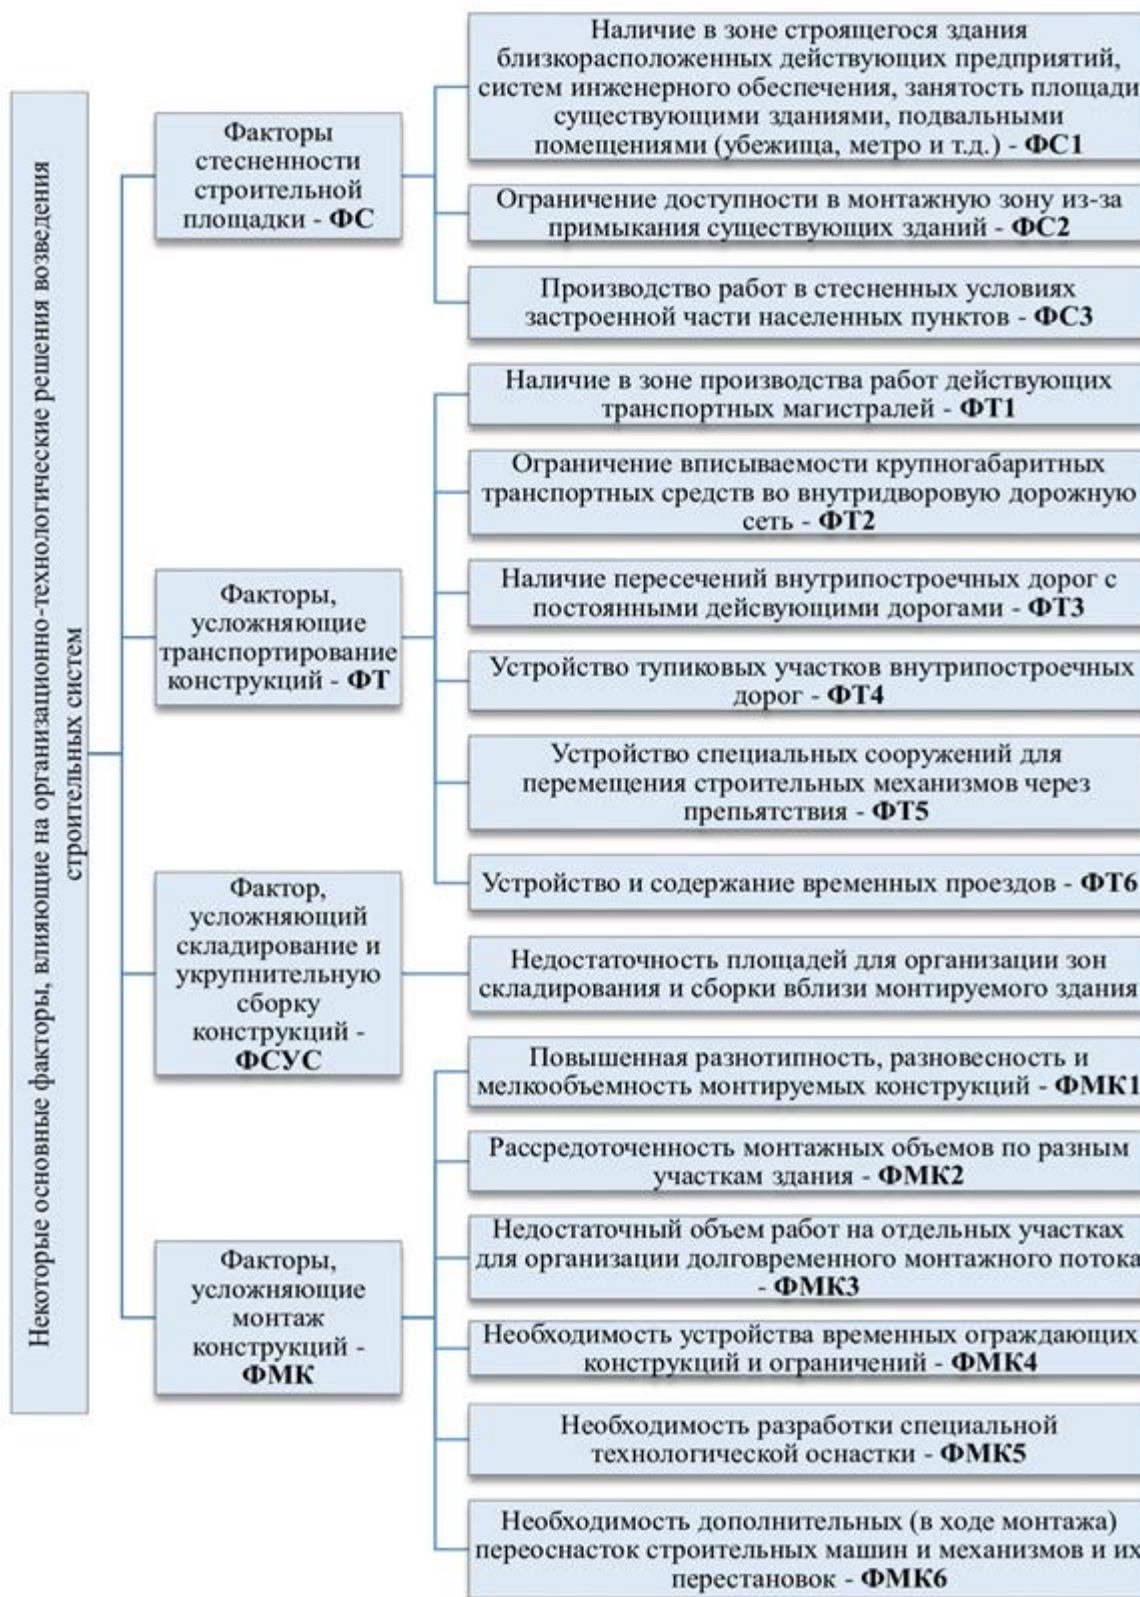 Некоторые основные факторы, влияющие на организационно-технологические решения возведения
строительных систем
Факторы
стесненности
строительной
площадки - ФС
Наличие в зоне строящегося здания
близкорасположенных действующих предприятий,
систем инженерного обеспечения, занятость площади
существующими зданиями, подвальными
помещениями (убежища, метро и т.д.) - ФС1
Ограничение доступности в монтажную зону из-за
примыкания существующих зданий - ФС2
Производство работ в стесненных условиях
застроенной части населенных пунктов - ФС3
Факторы,
усложняющие
транспортирование
конструкций - ФТ
Наличие в зоне производства работ действующих
транспортных магистралей - ФТ1
Ограничение вписываемости крупногабаритных
транспортных средств во внутридворовую дорожную
сеть - ФТ2
Наличие пересечений внутрипостроечных дорог с
постоянными дейсвующими дорогами - ФТ3
Устройство тупиковых участков внутрипостроечных
дорог - ФТ4
Устройство специальных сооружений для
перемещения строительных механизмов через
препьятствия - ФТ5
Устройство и содержание временных проездов - ФТ6
Фактор,
усложняющий
складирование и
укрупнительную
сборку
конструкций -
ФСУС
Недостаточность площадей для организации зон
складирования и сборки вблизи монтируемого здания
Факторы,
усложняющие
монтаж
конструкций -
ФМК
Повышенная разнотипность, разновесность и
мелкообъемность монтируемых конструкций - ФМК1
Рассредоточенность монтажных объемов по разным
участкам здания - ФМК2
Недостаточный объем работ на отдельных участках
для организации долговременного монтажного потока
- ФМК3
Необходимость устройства временных ограждающих
конструкций и ограничений - ФМК4
Необходимость разработки специальной
технологической оснастки - ФМК5
Необходимость дополнительных (в ходе монтажа)
переоснасток строительных машин и механизмов и их
перестановок - ФМК6